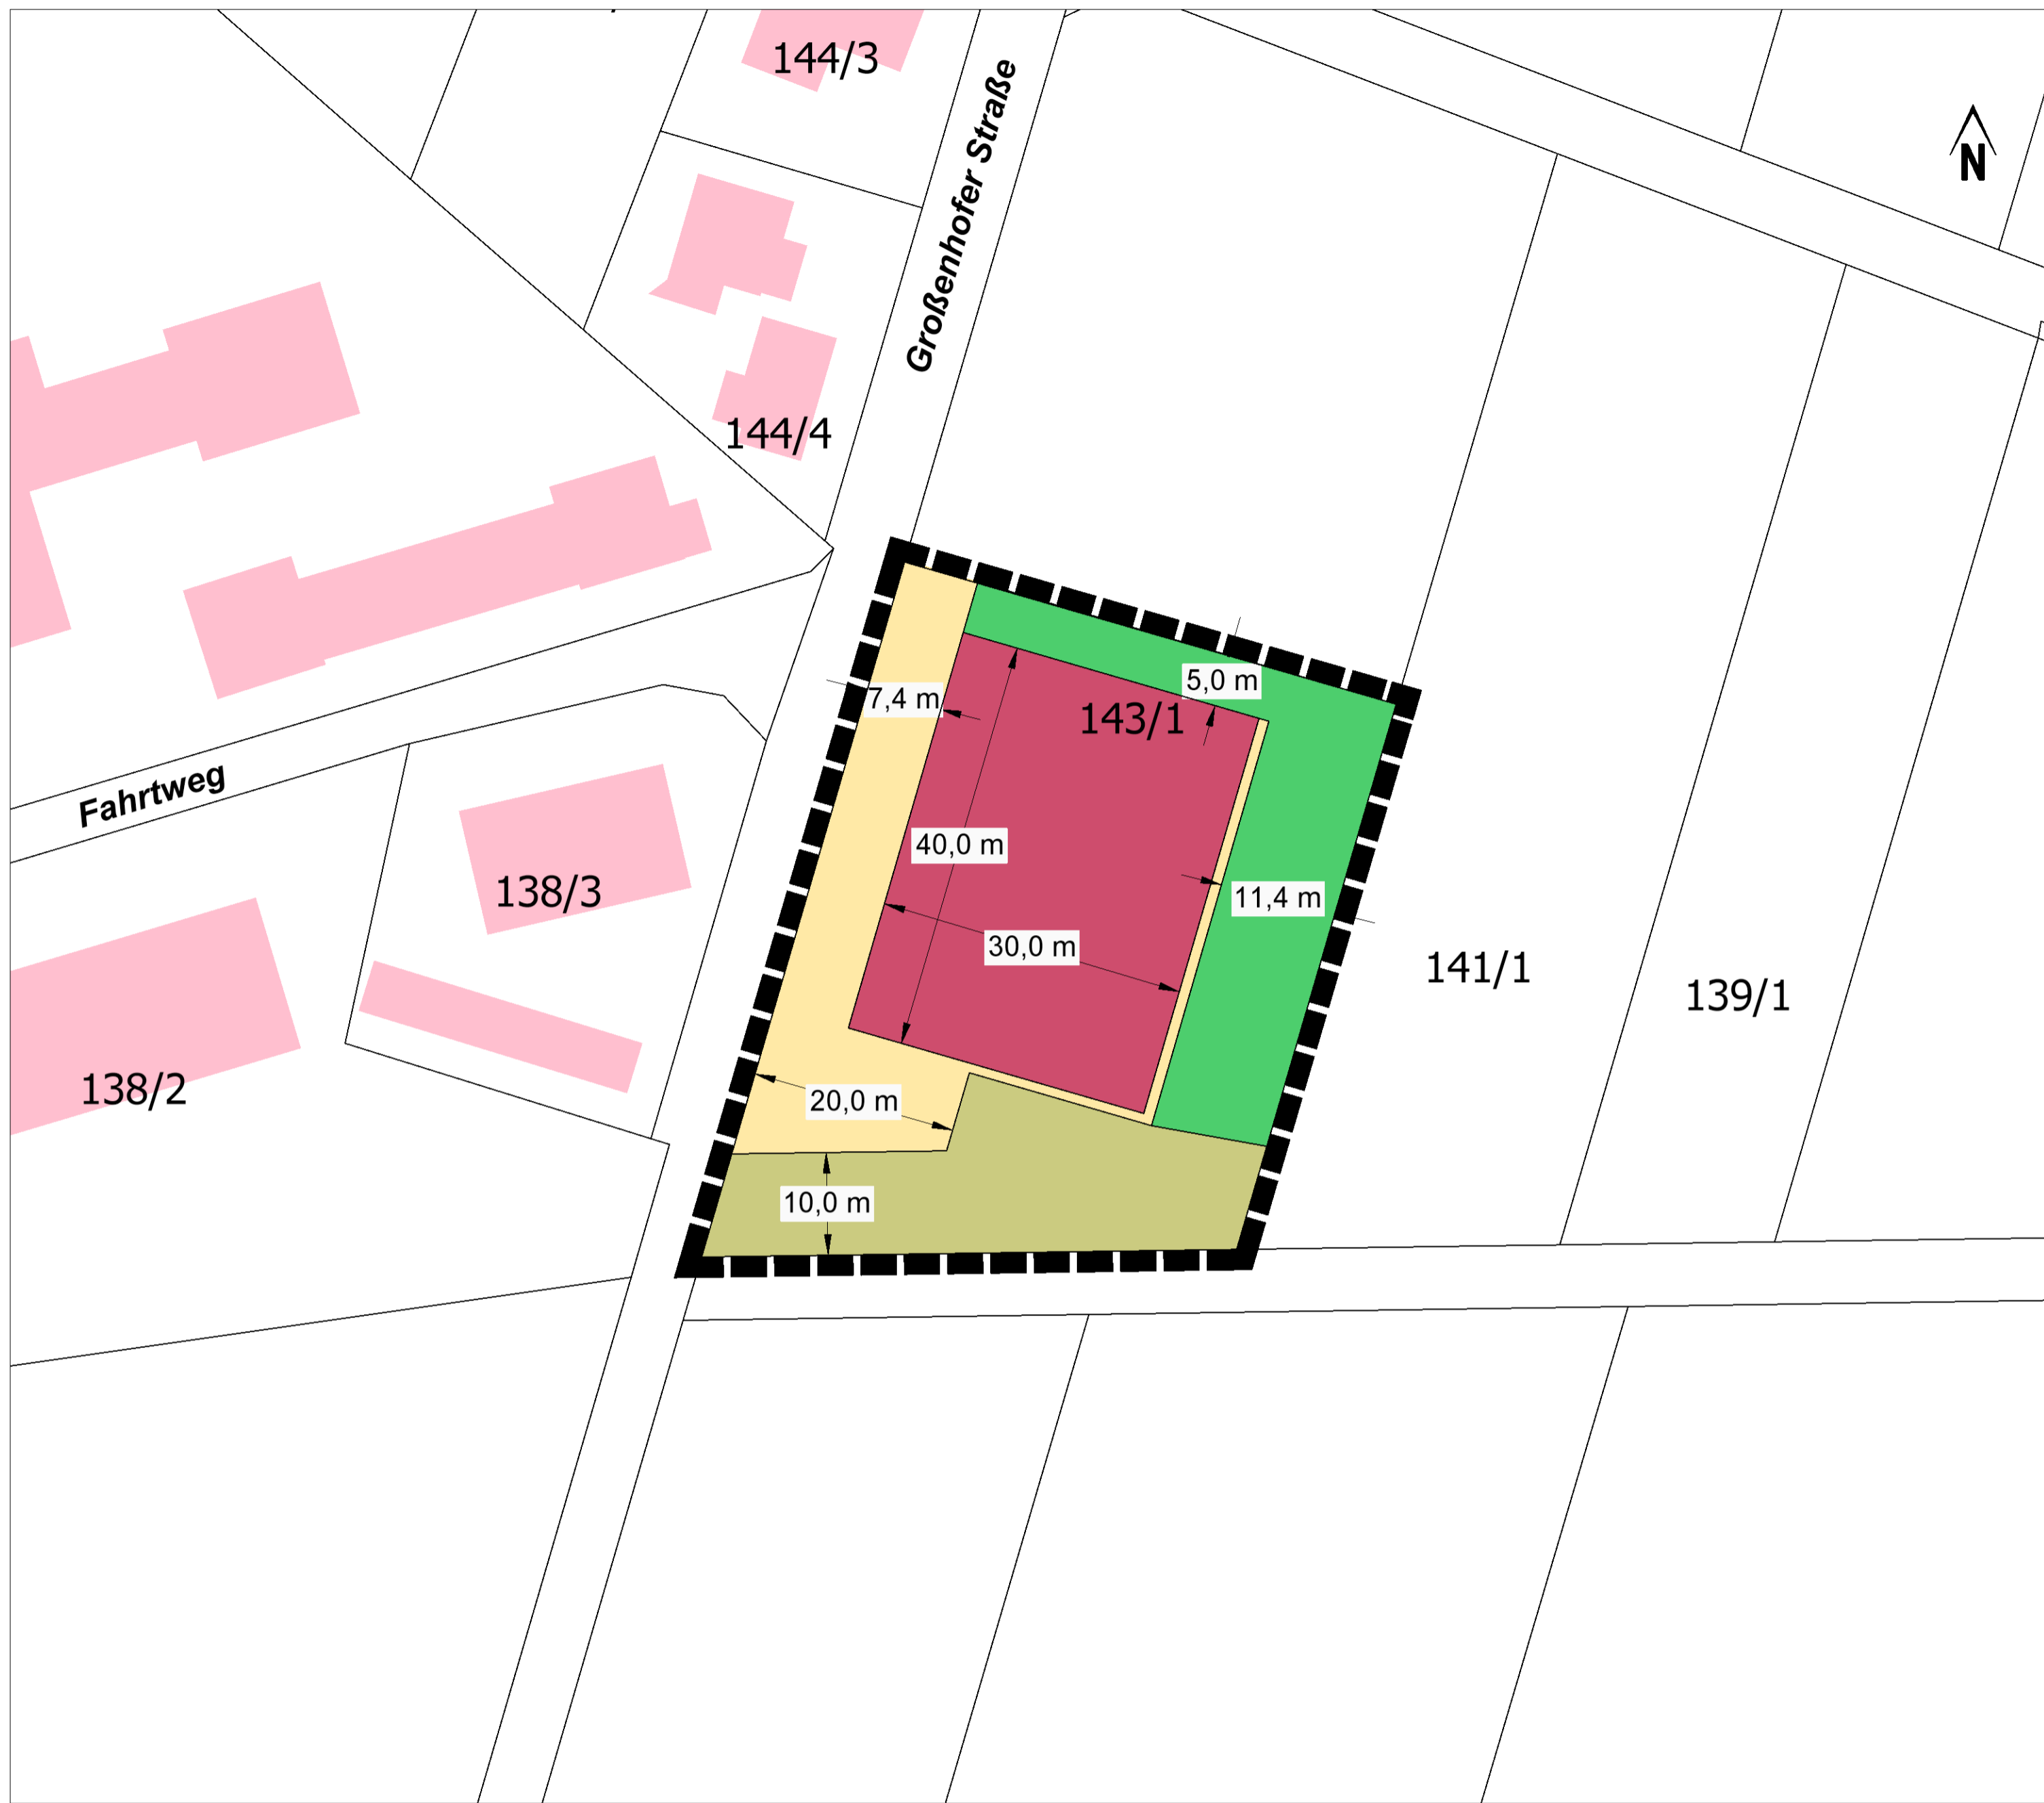 144/3
Großenhofer Straße
N
144/4
5,0 m
7,4 m
143/1
Fahrtweg
40,0 m
138/3
11,4 m
30,0 m
141/1
139/1
138/2
20,0 m
10,0 m